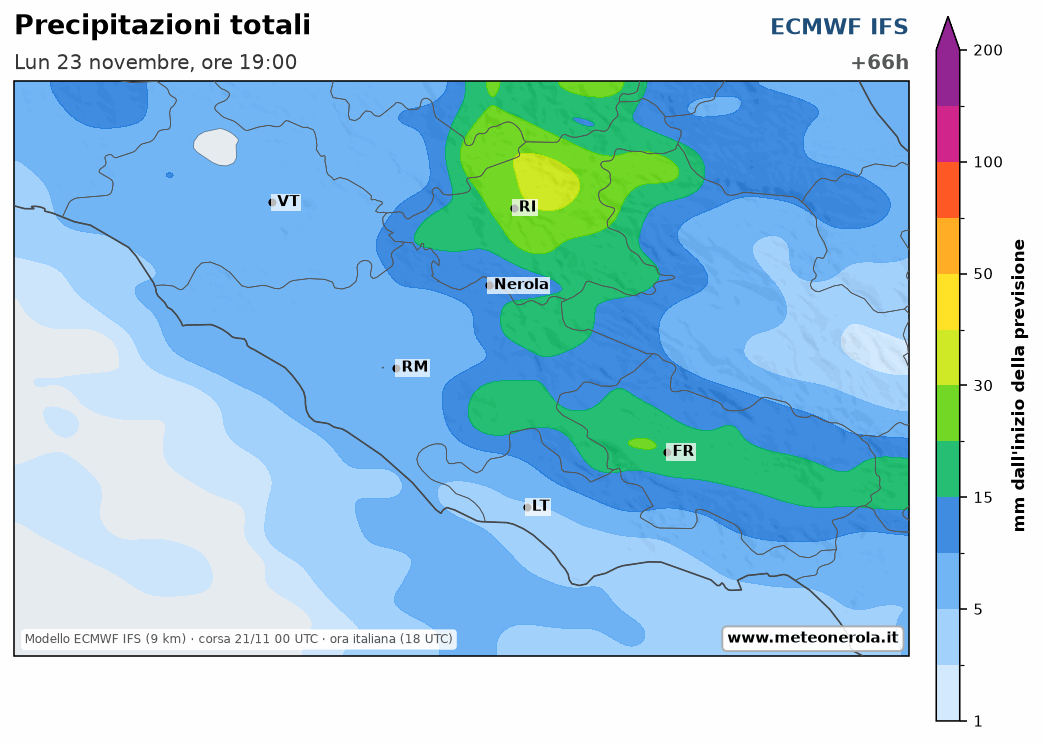 Precipitazioni totali
ECMWF IFS
Lun 23 novembre, ore 19:00
+66h
200
100
50
30
15
5
1
mm dall'inizio della previsione
VT
RI
Nerola
RM
FR
LT
Modello ECMWF IFS (9 km) · corsa 21/11 00 UTC · ora italiana (18 UTC)
www.meteonerola.it